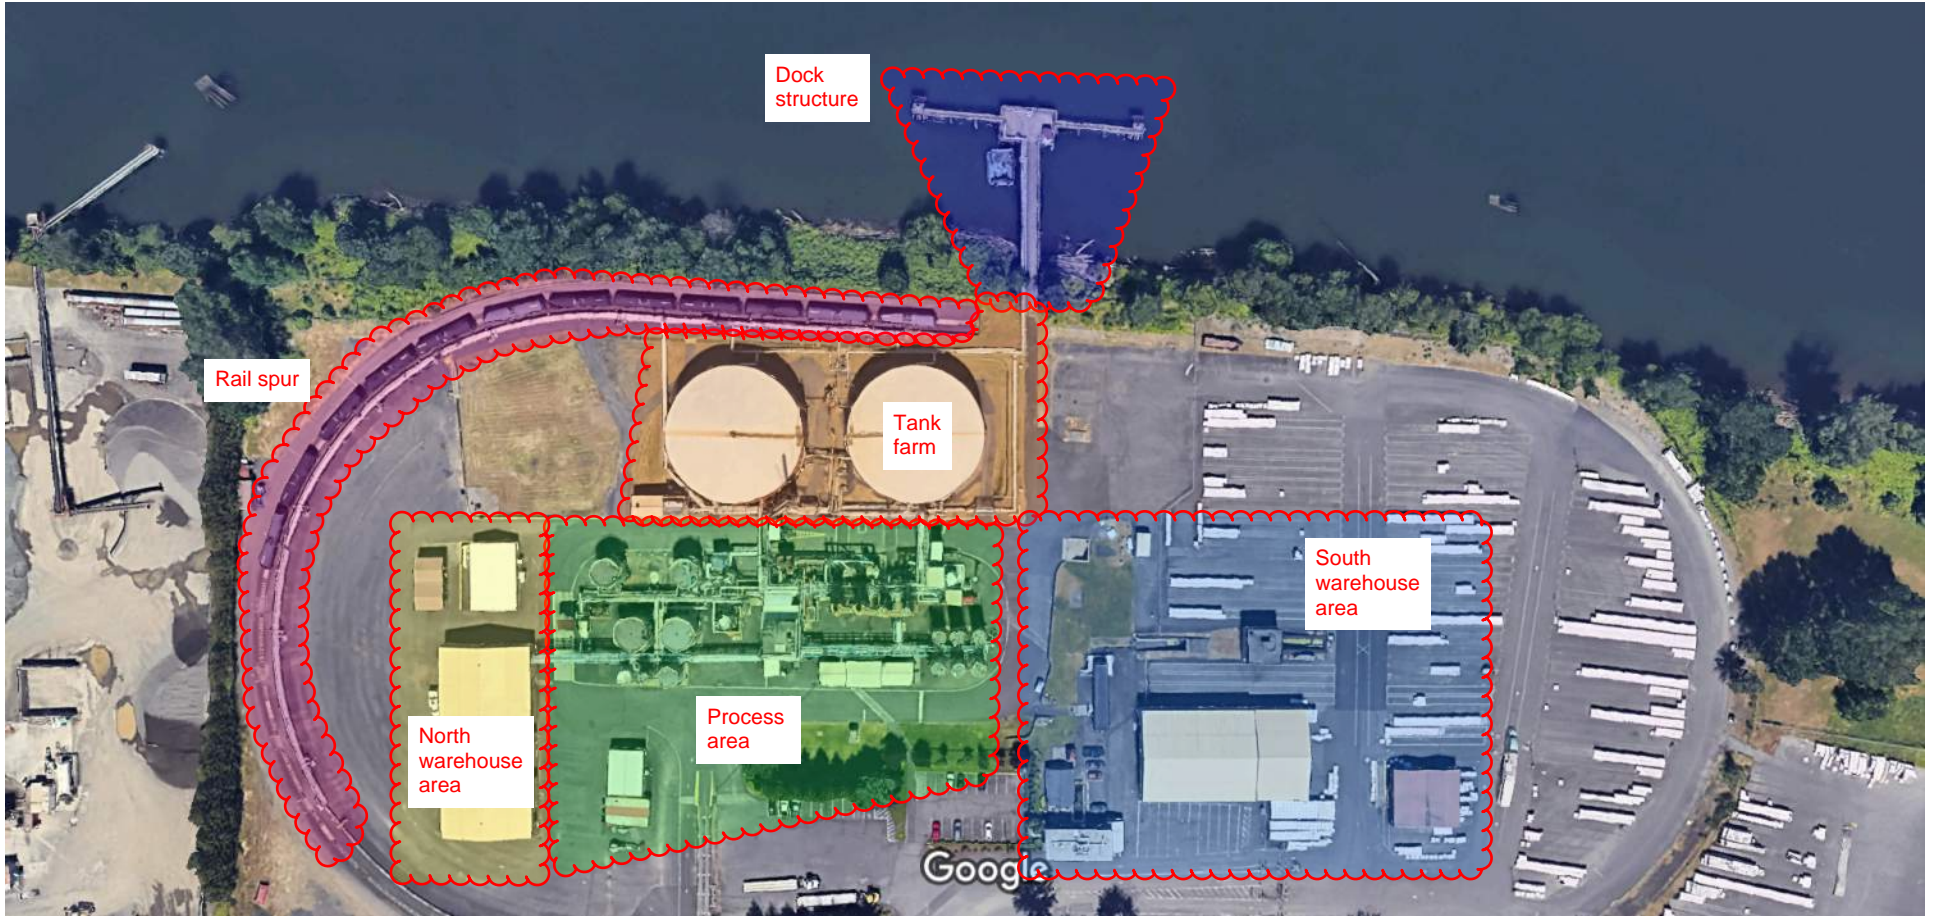 Dock
structure
Rail spur
Tank
farm
South
warehouse
area
Process
area
North
warehouse
area
Google